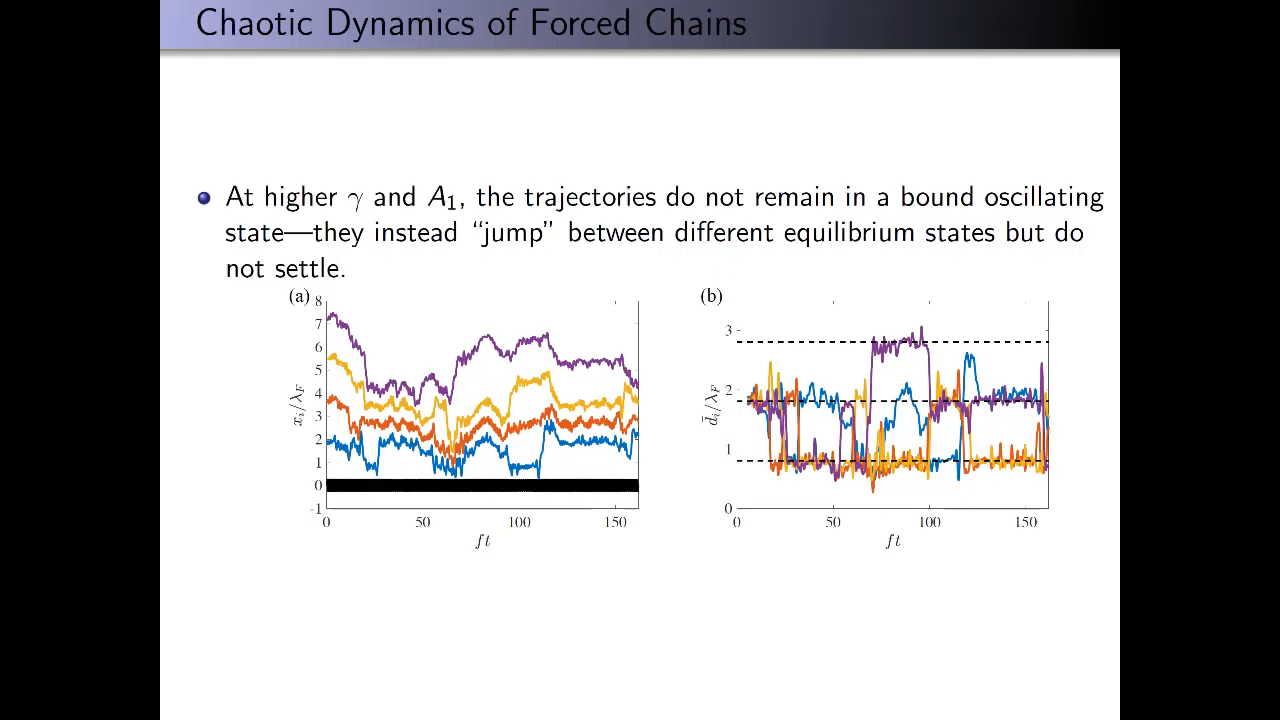 Chaotic Dynamics of Forced Chains
At higher γ and A₁, the trajectories do not remain in a bound oscillating
state—they instead “jump” between different equilibrium states but do
not settle.
(a)
8
7
6
5
4
3
2
1
0
-1
xᵢ/λ_F
0 50 100 150
ft
(b)
3
2
1
0
d̄ᵢ/λ_F
0 50 100 150
ft